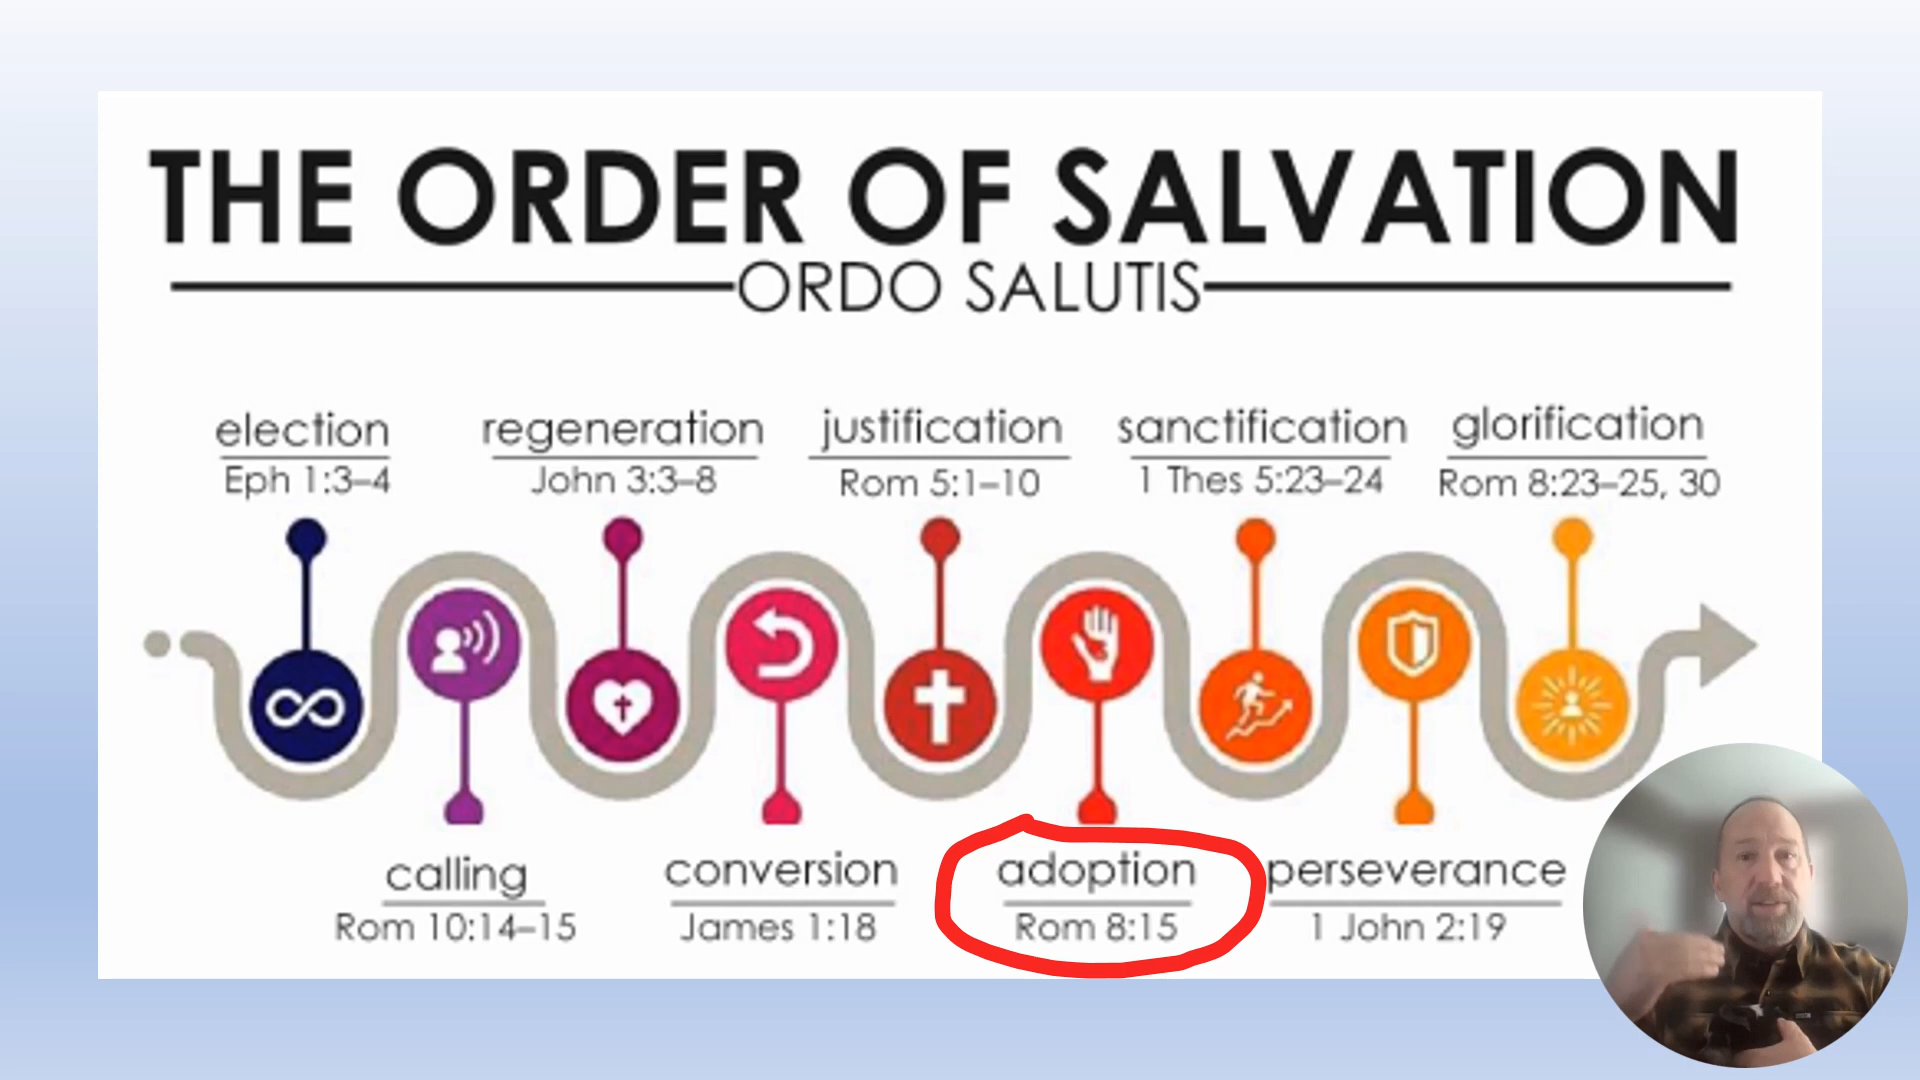 THE ORDER OF SALVATION
ORDO SALUTIS
election
Eph 1:3–4
regeneration
John 3:3–8
justification
Rom 5:1–10
sanctification
1 Thes 5:23–24
glorification
Rom 8:23–25, 30
calling
Rom 10:14–15
conversion
James 1:18
adoption
Rom 8:15
perseverance
1 John 2:19